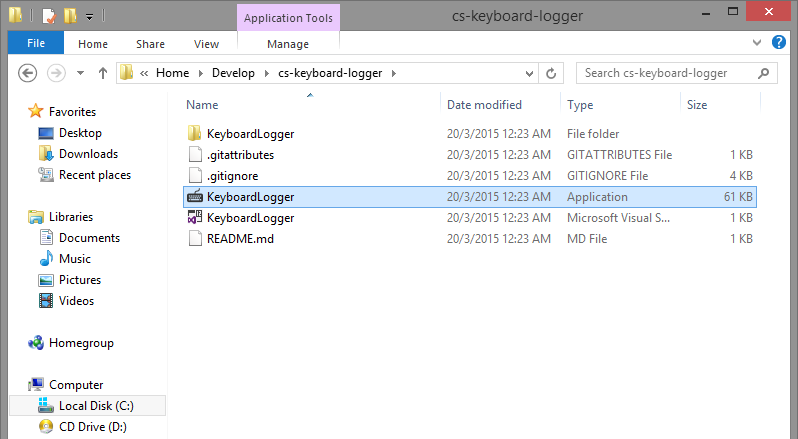 Application Tools
cs-keyboard-logger
File Home Share View Manage
« Home Develop cs-keyboard-logger
Search cs-keyboard-logger
Name Date modified Type Size
KeyboardLogger 20/3/2015 12:23 AM File folder
.gitattributes 20/3/2015 12:23 AM GITATTRIBUTES File 1 KB
.gitignore 20/3/2015 12:23 AM GITIGNORE File 4 KB
KeyboardLogger 20/3/2015 12:23 AM Application 61 KB
KeyboardLogger 20/3/2015 12:23 AM Microsoft Visual S... 1 KB
README.md 20/3/2015 12:23 AM MD File 1 KB
Favorites
Desktop
Downloads
Recent places
Libraries
Documents
Music
Pictures
Videos
Homegroup
Computer
Local Disk (C:)
CD Drive (D:)